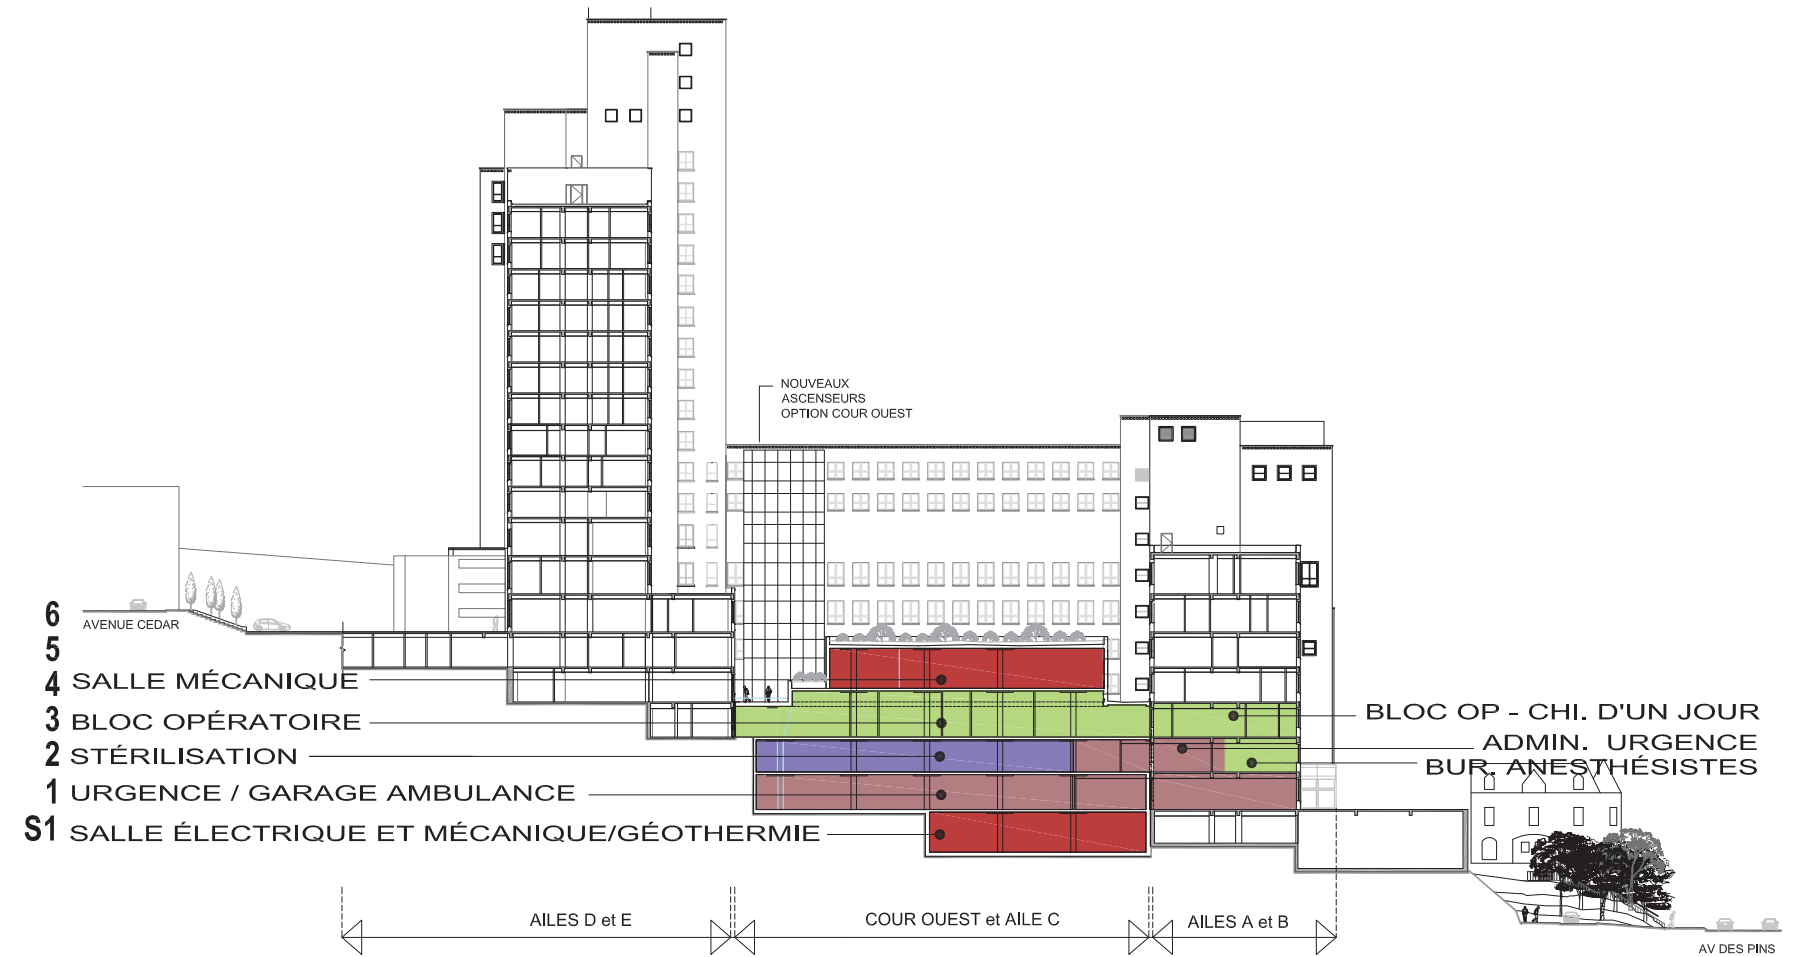 NOUVEAUX
ASCENSEURS
OPTION COUR OUEST
6
AVENUE CEDAR
5
4 SALLE MÉCANIQUE
3 BLOC OPÉRATOIRE
BLOC OP - CHI. D'UN JOUR
2 STÉRILISATION
ADMIN. URGENCE
BUR. ANESTHÉSISTES
1 URGENCE / GARAGE AMBULANCE
S1 SALLE ÉLECTRIQUE ET MÉCANIQUE/GÉOTHERMIE
AILES D et E
COUR OUEST et AILE C
AILES A et B
AV DES PINS